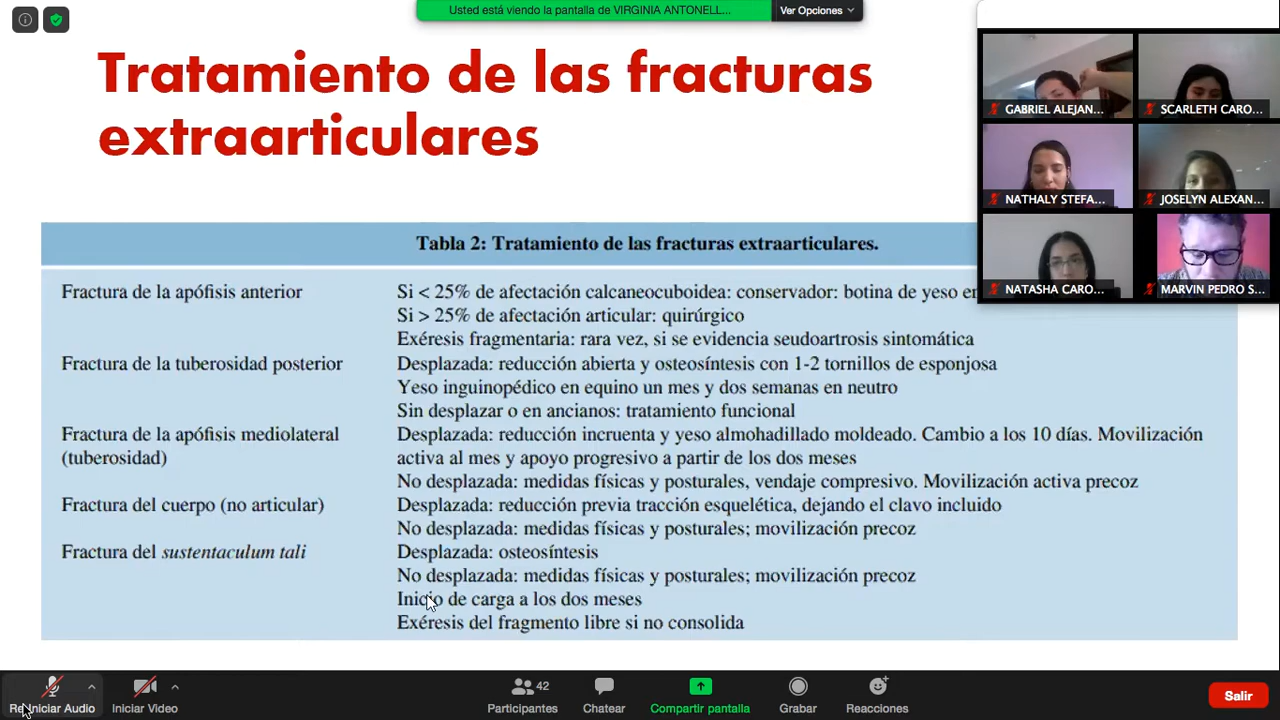 Usted está viendo la pantalla de VIRGINIA ANTONELL...
Ver Opciones
Tratamiento de las fracturas
extraarticulares
GABRIEL ALEJAN...
SCARLETH CARO...
NATHALY STEFA...
JOSELYN ALEXAN...
NATASHA CARO...
MARVIN PEDRO S...
Tabla 2: Tratamiento de las fracturas extraarticulares.
Fractura de la apófisis anterior
Si < 25% de afectación calcaneocuboidea: conservador: botina de yeso en
Si > 25% de afectación articular: quirúrgico
Exéresis fragmentaria: rara vez, si se evidencia seudoartrosis sintomática
Fractura de la tuberosidad posterior
Desplazada: reducción abierta y osteosíntesis con 1-2 tornillos de esponjosa
Yeso inguinopédico en equino un mes y dos semanas en neutro
Sin desplazar o en ancianos: tratamiento funcional
Fractura de la apófisis mediolateral
(tuberosidad)
Desplazada: reducción incruenta y yeso almohadillado moldeado. Cambio a los 10 días. Movilización
activa al mes y apoyo progresivo a partir de los dos meses
No desplazada: medidas físicas y posturales, vendaje compresivo. Movilización activa precoz
Fractura del cuerpo (no articular)
Desplazada: reducción previa tracción esquelética, dejando el clavo incluido
No desplazada: medidas físicas y posturales; movilización precoz
Fractura del sustentaculum tali
Desplazada: osteosíntesis
No desplazada: medidas físicas y posturales; movilización precoz
Inicio de carga a los dos meses
Exéresis del fragmento libre si no consolida
Iniciar Audio
Iniciar Video
42
Participantes
Chatear
Compartir pantalla
Grabar
Reacciones
Salir